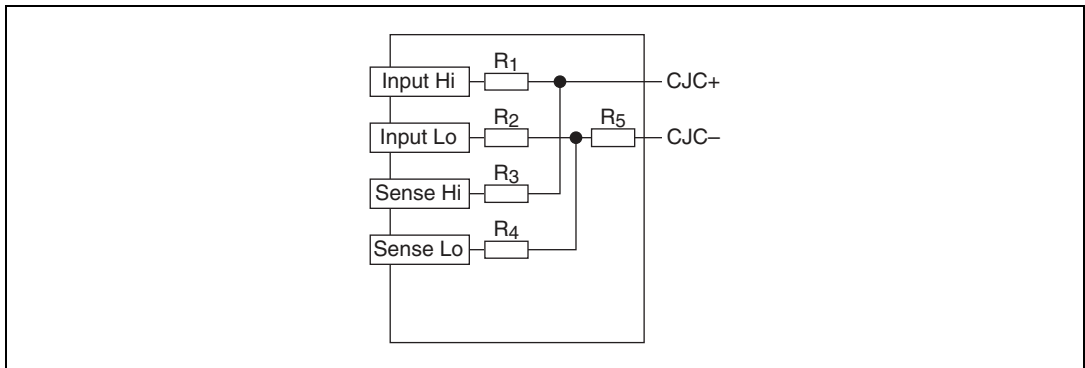 Input Hi R1 CJC+
Input Lo R2 R5 CJC–
Sense Hi R3
Sense Lo R4